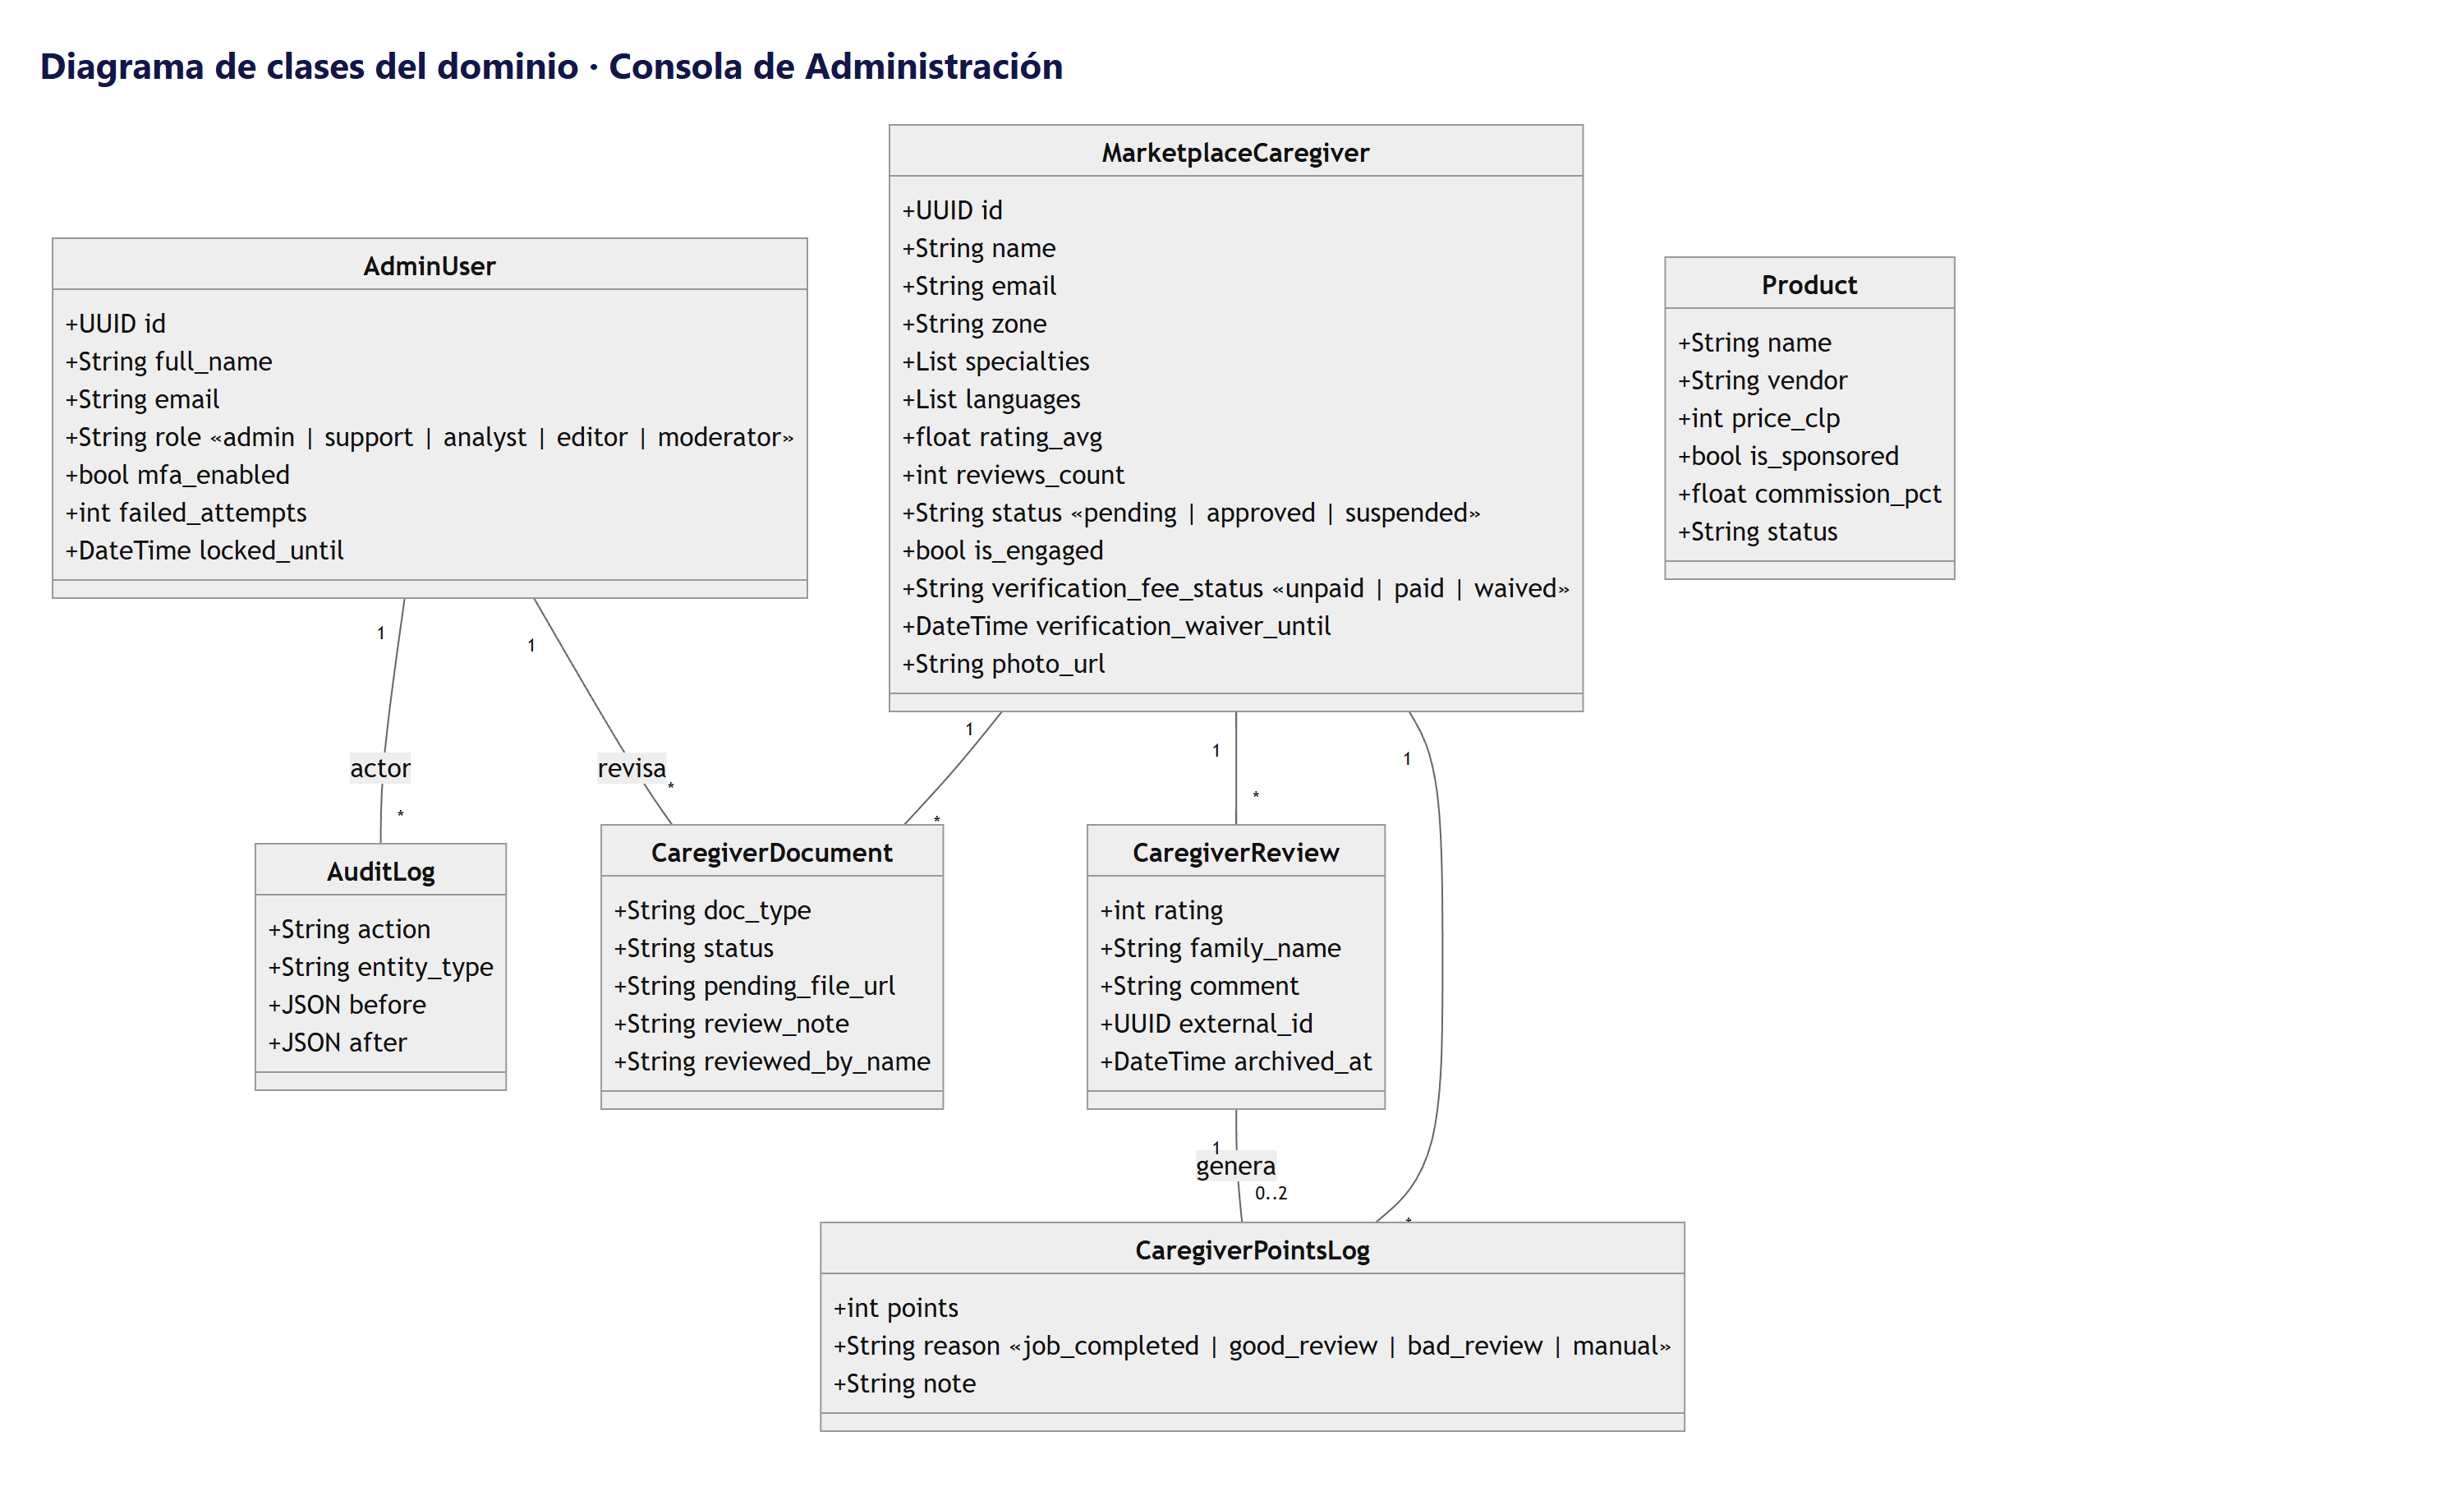 Diagrama de clases del dominio · Consola de Administración
AdminUser
+UUID id
+String full_name
+String email
+String role «admin | support | analyst | editor | moderator»
+bool mfa_enabled
+int failed_attempts
+DateTime locked_until
MarketplaceCaregiver
+UUID id
+String name
+String email
+String zone
+List specialties
+List languages
+float rating_avg
+int reviews_count
+String status «pending | approved | suspended»
+bool is_engaged
+String verification_fee_status «unpaid | paid | waived»
+DateTime verification_waiver_until
+String photo_url
Product
+String name
+String vendor
+int price_clp
+bool is_sponsored
+float commission_pct
+String status
1
actor
*
1
revisa
*
1
*
1
*
1
*
AuditLog
+String action
+String entity_type
+JSON before
+JSON after
CaregiverDocument
+String doc_type
+String status
+String pending_file_url
+String review_note
+String reviewed_by_name
CaregiverReview
+int rating
+String family_name
+String comment
+UUID external_id
+DateTime archived_at
1
genera
0..2
CaregiverPointsLog
+int points
+String reason «job_completed | good_review | bad_review | manual»
+String note